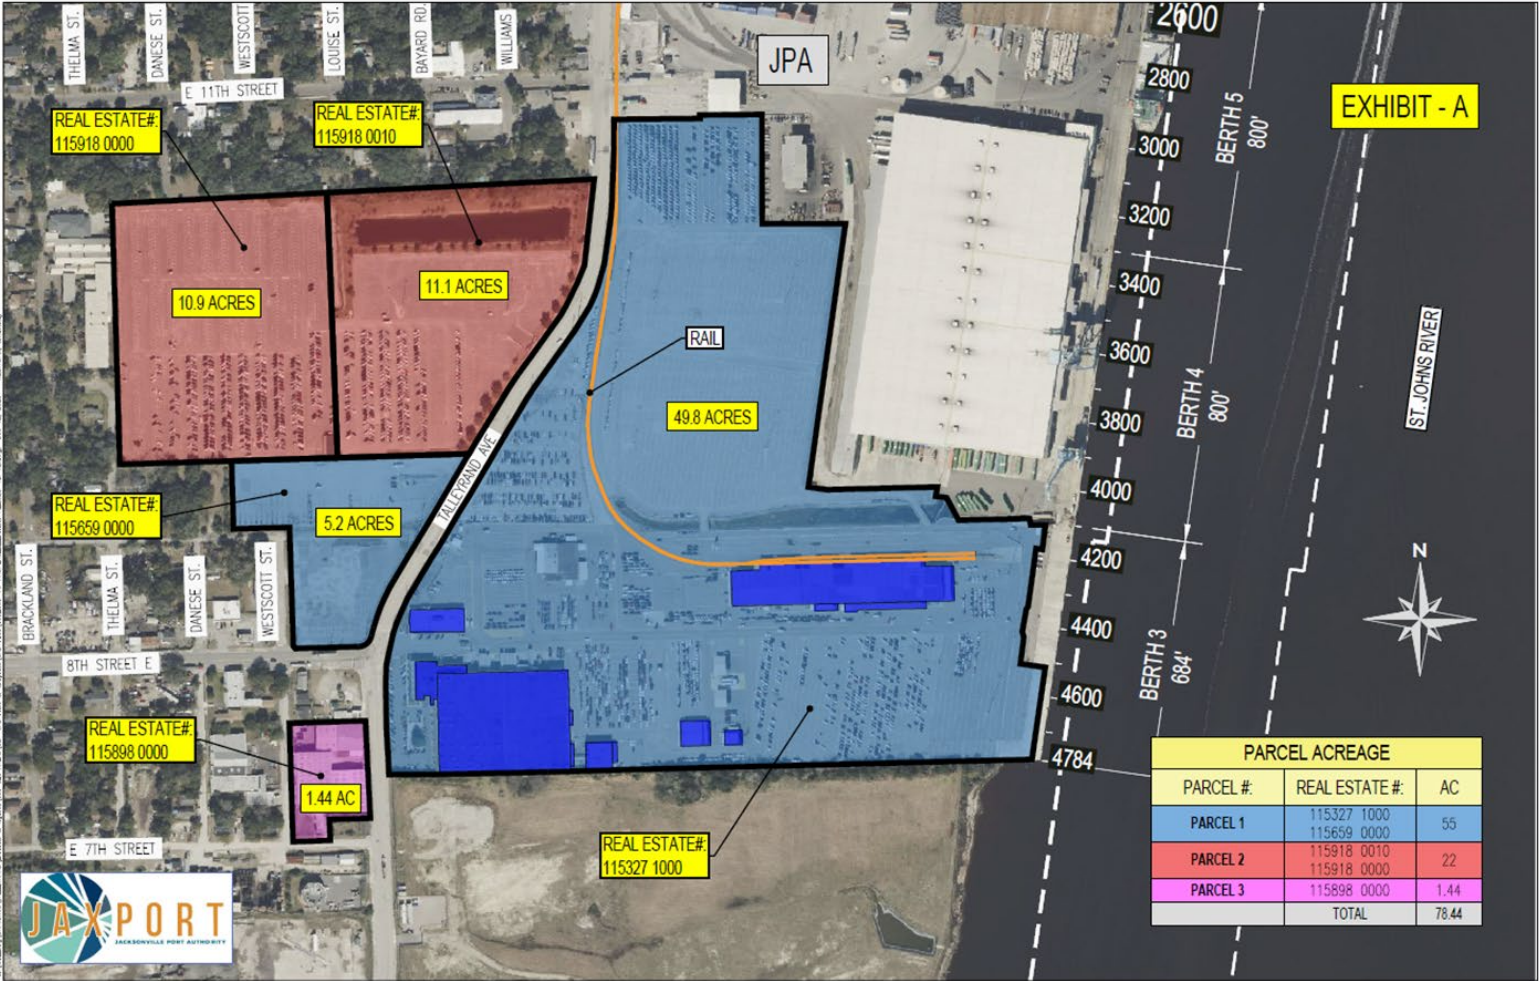 THELMA ST.
DANESE ST.
WESTSCOTT
LOUISE ST.
BAYARD RD.
WILLIAMS
E 11TH STREET
JPA
EXHIBIT - A
REAL ESTATE#:
115918 0000
REAL ESTATE#:
115918 0010
10.9 ACRES
11.1 ACRES
RAIL
49.8 ACRES
TALLEYRAND AVE
REAL ESTATE#:
115659 0000
5.2 ACRES
BRACKLAND ST.
THELMA ST.
DANESE ST.
WESTSCOTT ST.
8TH STREET E
REAL ESTATE#:
115898 0000
1.44 AC
E 7TH STREET
REAL ESTATE#:
115327 1000
2600
2800
3000
3200
3400
3600
3800
4000
4200
4400
4600
4784
BERTH 5
800'
BERTH 4
800'
BERTH 3
684'
ST. JOHNS RIVER
N
PARCEL ACREAGE
PARCEL #: REAL ESTATE #: AC
PARCEL 1 115327 1000 55
115659 0000
PARCEL 2 115918 0010 22
115918 0000
PARCEL 3 115898 0000 1.44
TOTAL 78.44
JAXPORT
JACKSONVILLE PORT AUTHORITY